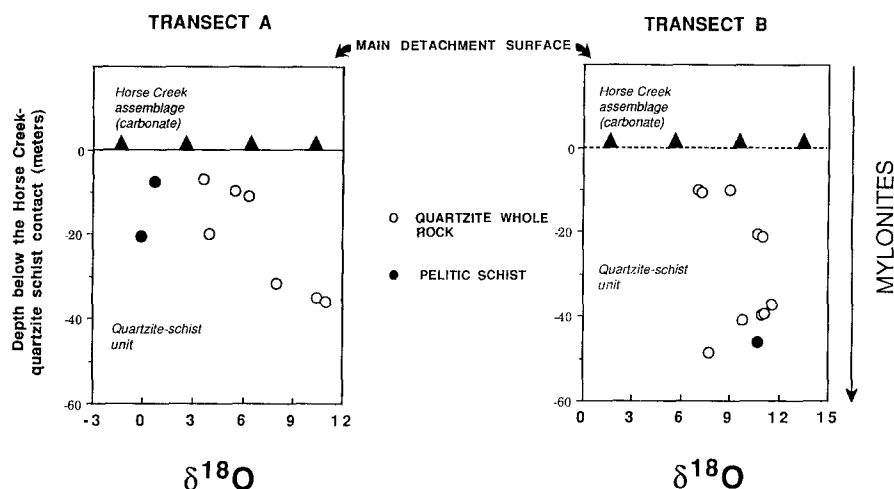 TRANSECT A
MAIN DETACHMENT SURFACE
TRANSECT B
Depth below the Horse Creek-
quartzite schist contact (meters)
Horse Creek
assemblage
(carbonate)
0
-20
-40
-60
Quartzite-schist
unit
-3 0 3 6 9 12
δ18O
QUARTZITE WHOLE
ROCK
PELITIC SCHIST
Horse Creek
assemblage
(carbonate)
0
-20
-40
-60
Quartzite-schist
unit
0 3 6 9 12 15
δ18O
MYLONITES